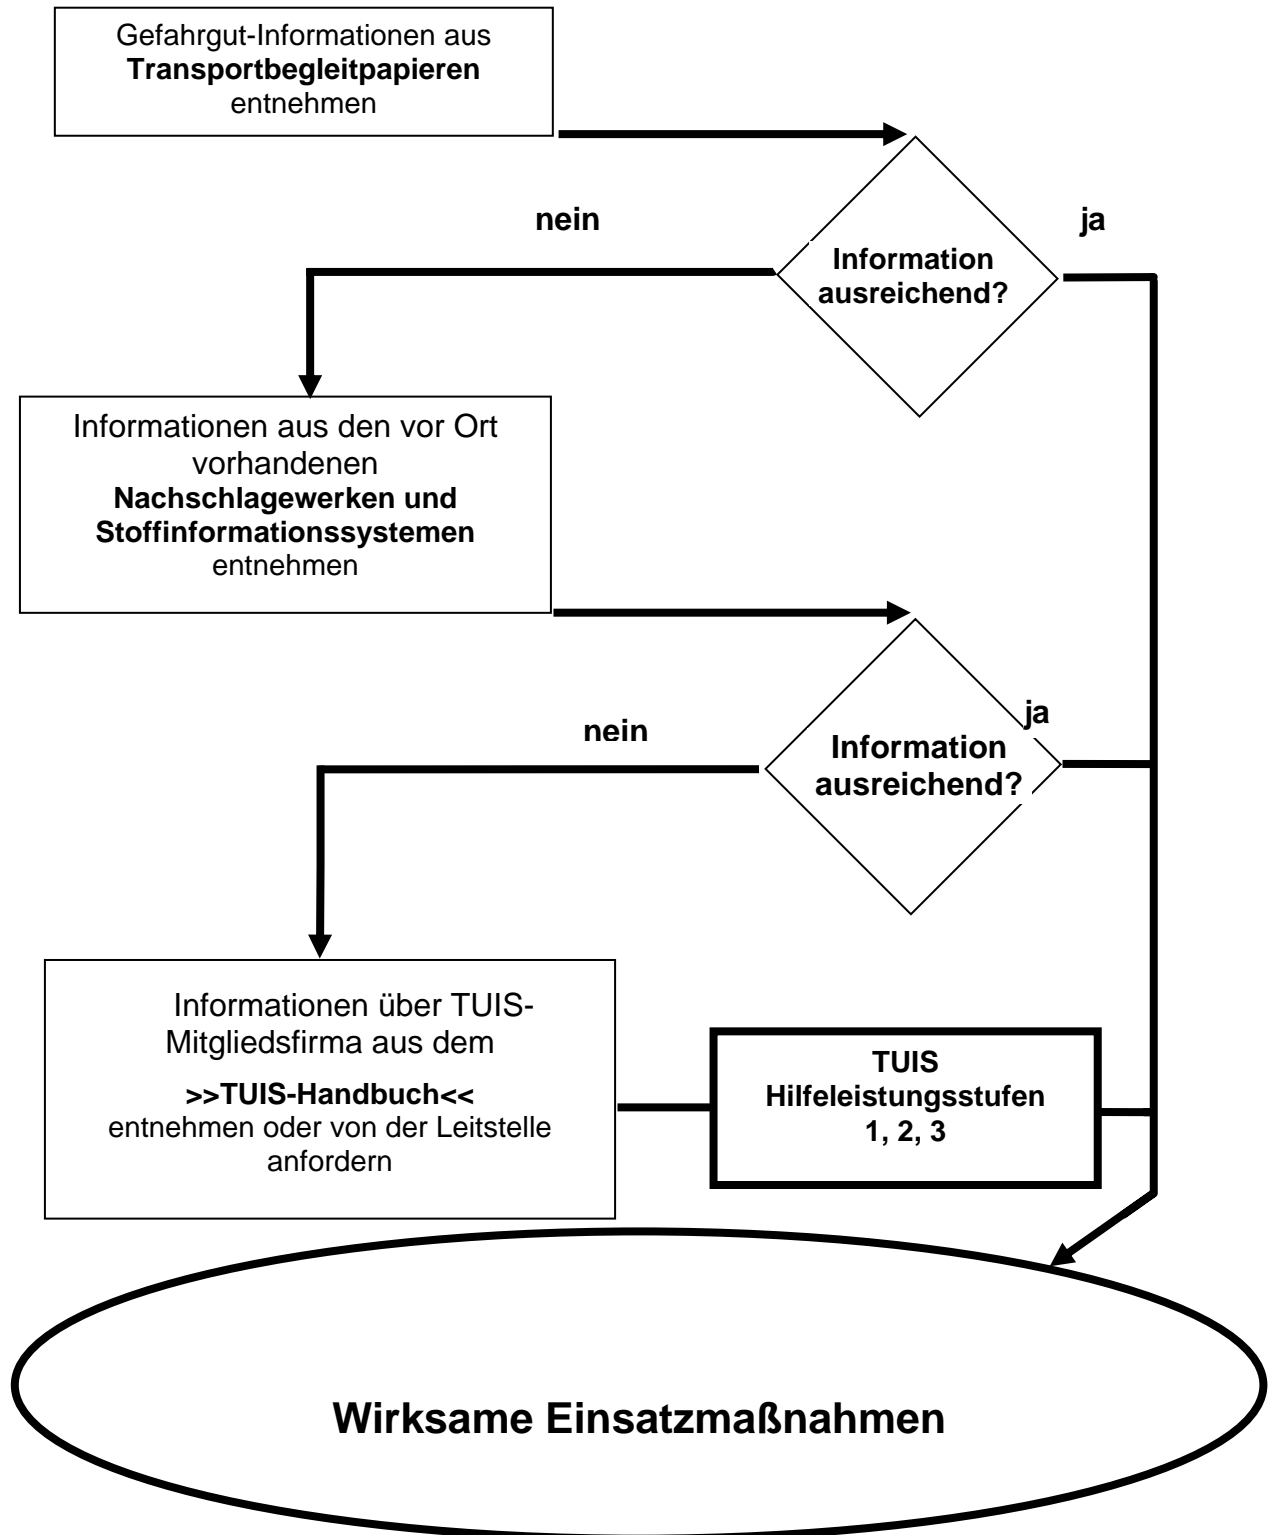 Gefahrgut-Informationen aus
Transportbegleitpapieren
entnehmen
nein
ja
Information
ausreichend?
Informationen aus den vor Ort
vorhandenen
Nachschlagewerken und
Stoffinformationssystemen
entnehmen
nein
ja
Information
ausreichend?
Informationen über TUIS-
Mitgliedsfirma aus dem
>>TUIS-Handbuch<<
entnehmen oder von der Leitstelle
anfordern
TUIS
Hilfeleistungsstufen
1, 2, 3
Wirksame Einsatzmaßnahmen